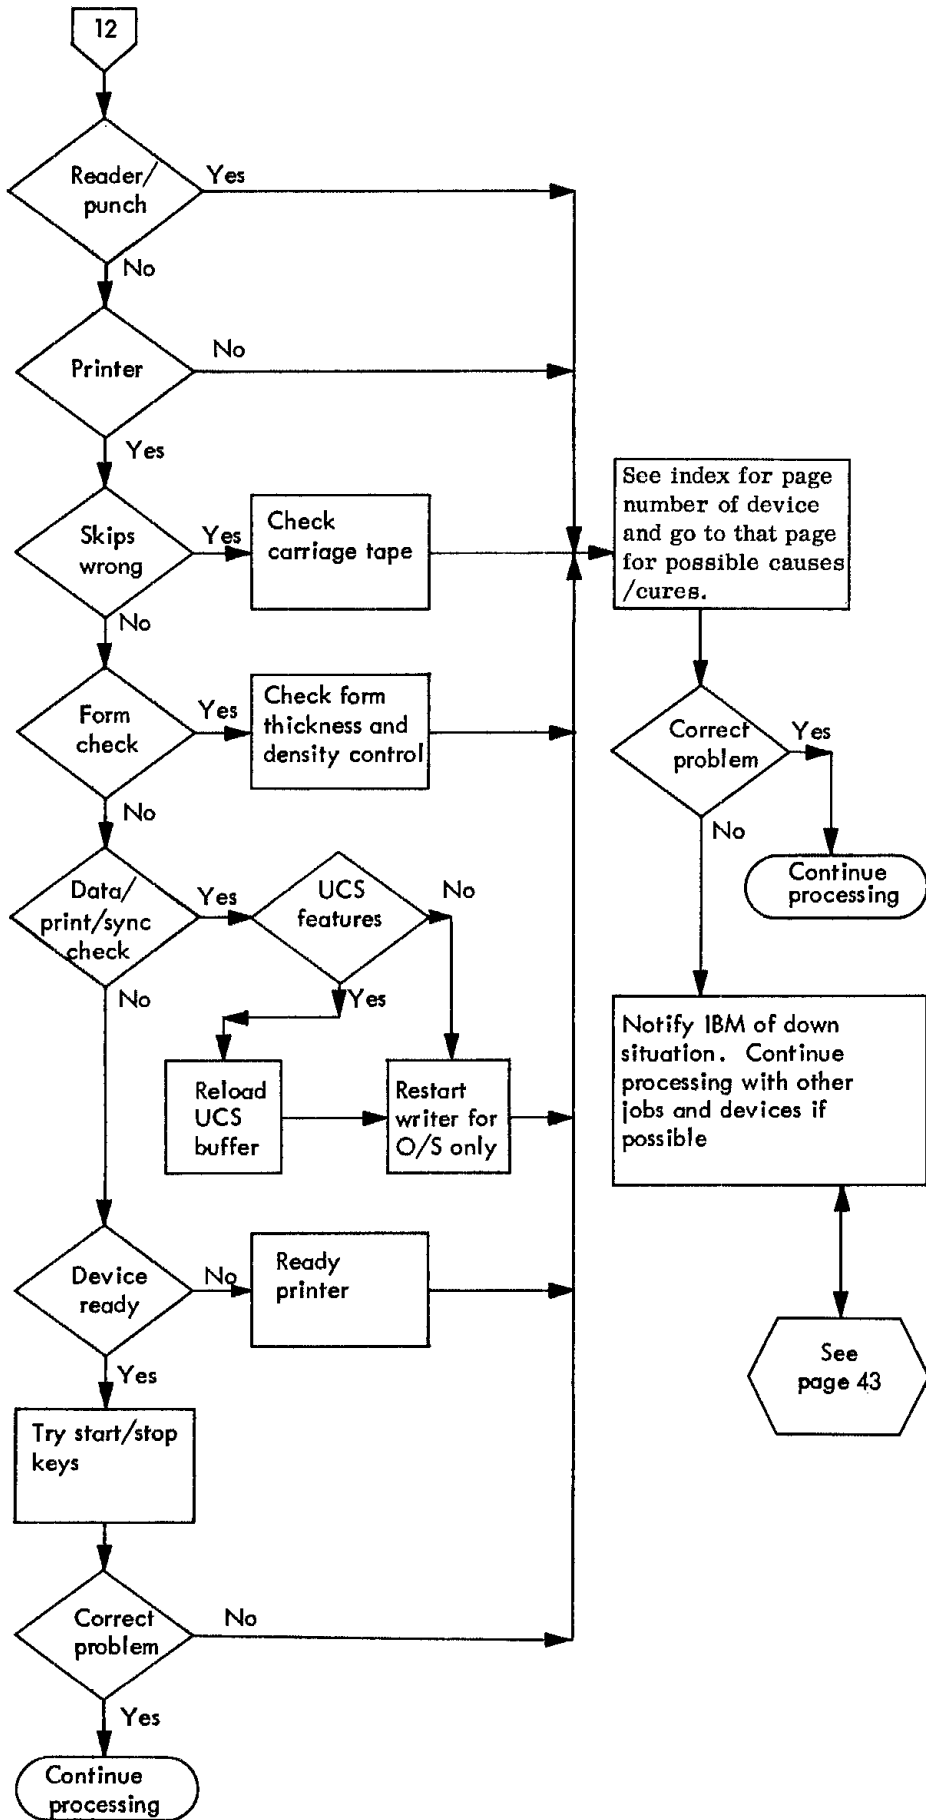 12
Reader/
punch
Yes
No
Printer
No
Yes
Skips
wrong
Yes
Check
carriage tape
See index for page
number of device
and go to that page
for possible causes
/cures.
No
Form
check
Yes
Check form
thickness and
density control
Correct
problem
Yes
No
Continue
processing
No
Data/
print/sync
check
Yes
UCS
features
No
Yes
No
Reload
UCS
buffer
Restart
writer for
O/S only
Notify IBM of down
situation. Continue
processing with other
jobs and devices if
possible
Device
ready
No
Ready
printer
Yes
See
page 43
Try start/stop
keys
Correct
problem
No
Yes
Continue
processing